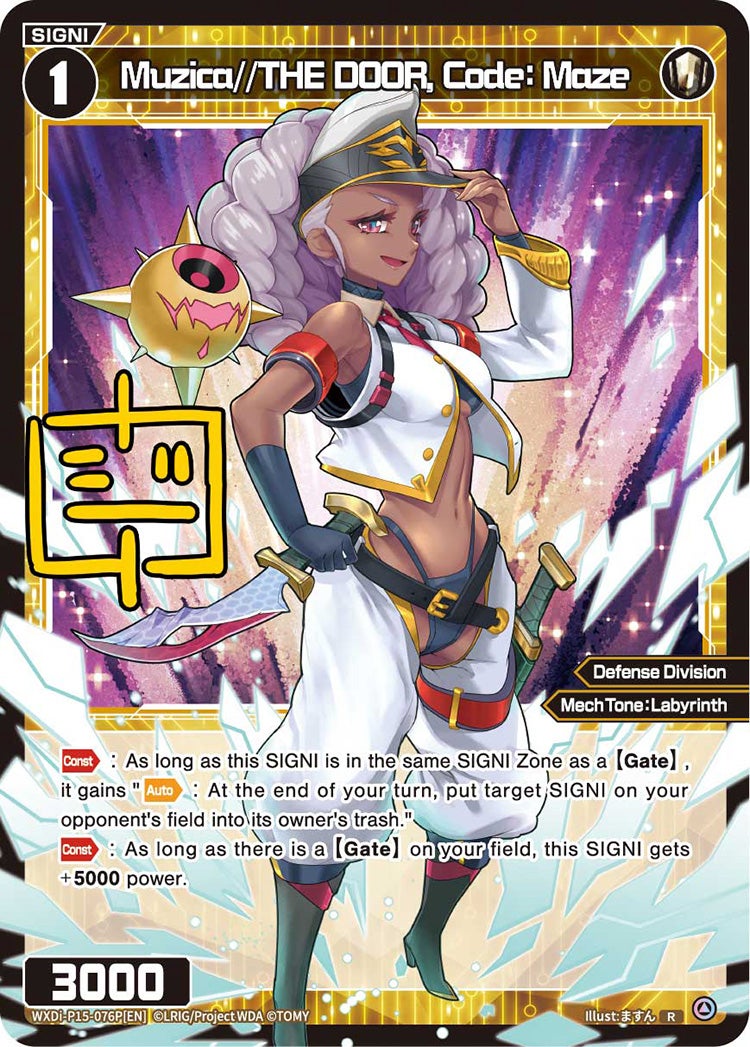 SIGNI
1
Muzica//THE DOOR, Code: Maze
Defense Division
Mech Tone:Labyrinth
Const : As long as this SIGNI is in the same SIGNI Zone as a 【Gate】,
it gains " Auto : At the end of your turn, put target SIGNI on your
opponent's field into its owner's trash."
Const : As long as there is a 【Gate】 on your field, this SIGNI gets
+5000 power.
3000
WXDi-P15-076P[EN] ©LRIG/Project WDA ©TOMY
Illust:ますん R